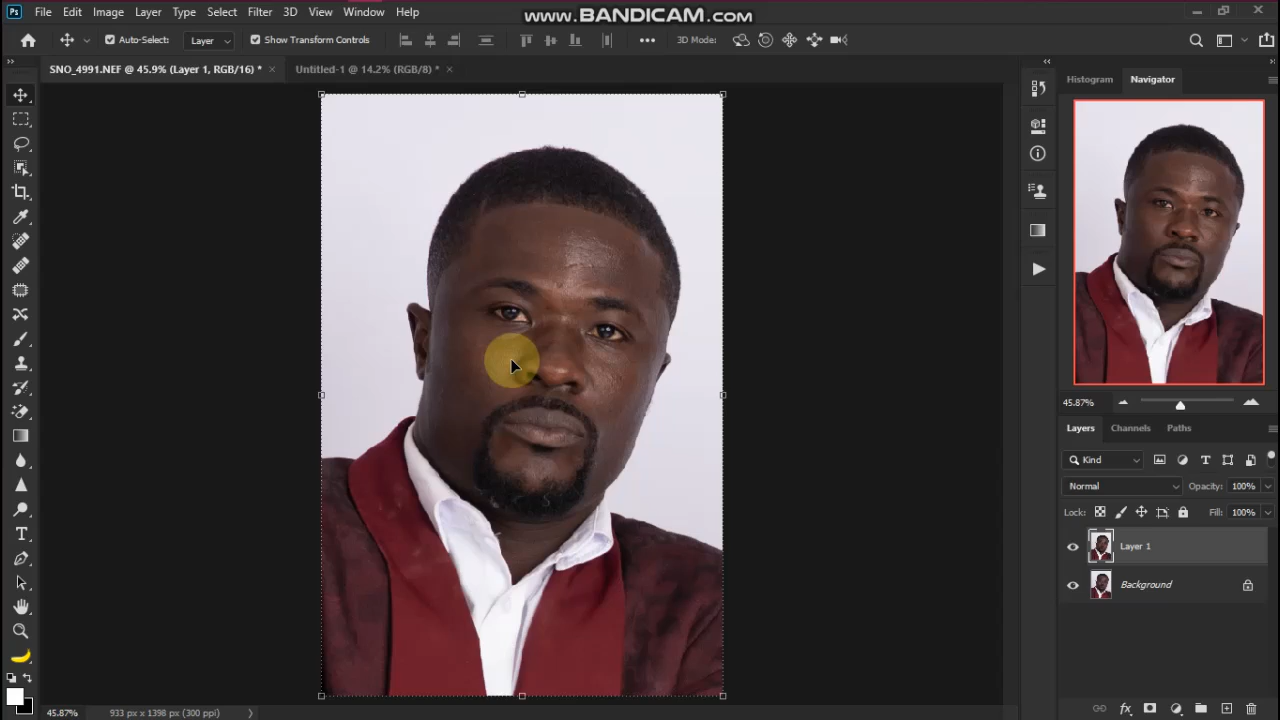 Ps File Edit Image Layer Type Select Filter 3D View Window Help
www.BANDICAM.com
Auto-Select: Layer Show Transform Controls 3D Mode:
SNO_4991.NEF @ 45.9% (Layer 1, RGB/16) * × Untitled-1 @ 14.2% (RGB/8) * ×
Histogram Navigator
45.87%
Layers Channels Paths
Kind
Normal Opacity: 100%
Lock: Fill: 100%
Layer 1
Background
45.87% 933 px x 1398 px (300 ppi)